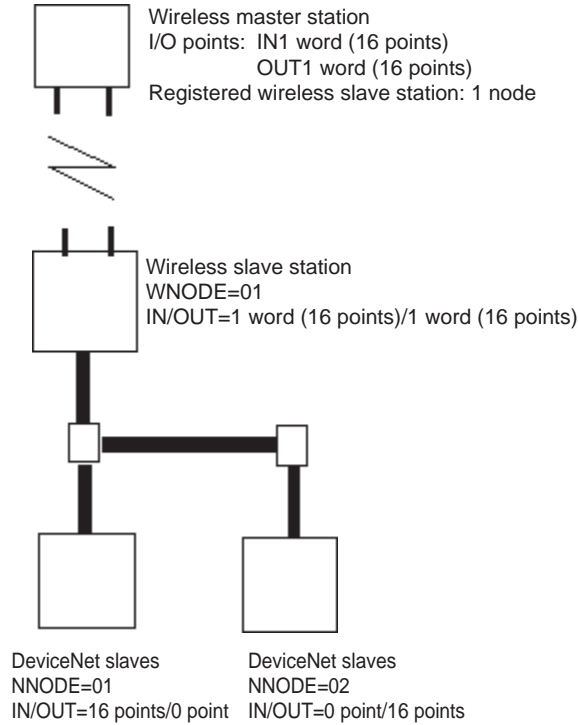 Wireless master station
I/O points: IN1 word (16 points)
OUT1 word (16 points)
Registered wireless slave station: 1 node
Wireless slave station
WNODE=01
IN/OUT=1 word (16 points)/1 word (16 points)
DeviceNet slaves
NNODE=01
IN/OUT=16 points/0 point
DeviceNet slaves
NNODE=02
IN/OUT=0 point/16 points